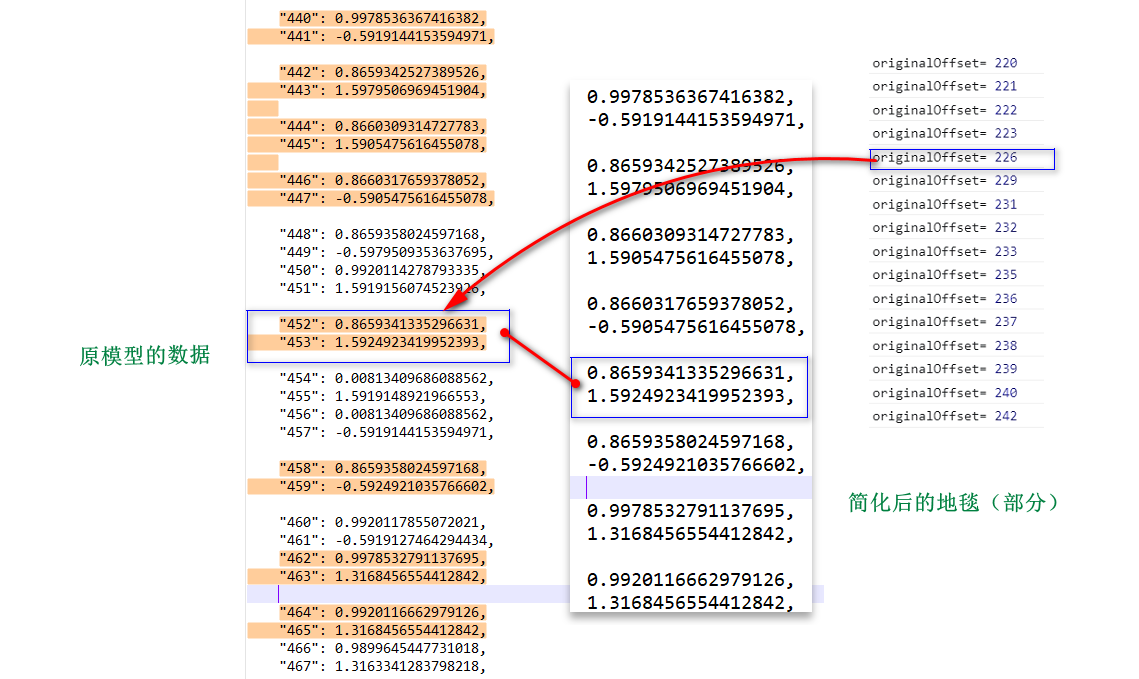 "440": 0.9978536367416382,
"441": -0.5919144153594971,
"442": 0.8659342527389526,
"443": 1.5979506969451904,
"444": 0.8660309314727783,
"445": 1.5905475616455078,
"446": 0.8660317659378052,
"447": -0.5905475616455078,
"448": 0.8659358024597168,
"449": -0.5979509353637695,
"450": 0.9920114278793335,
"451": 1.5919156074523926,
"452": 0.8659341335296631,
"453": 1.5924923419952393,
"454": 0.00813409686088562,
"455": 1.5919148921966553,
"456": 0.00813409686088562,
"457": -0.5919144153594971,
"458": 0.8659358024597168,
"459": -0.5924921035766602,
"460": 0.9920117855072021,
"461": -0.5919127464294434,
"462": 0.9978532791137695,
"463": 1.3168456554412842,
"464": 0.9920116662979126,
"465": 1.3168456554412842,
"466": 0.9899645447731018,
"467": 1.3163341283798218,
原模型的数据
0.9978536367416382,
-0.5919144153594971,
0.8659342527389526,
1.5979506969451904,
0.8660309314727783,
1.5905475616455078,
0.8660317659378052,
-0.5905475616455078,
0.8659341335296631,
1.5924923419952393,
0.8659358024597168,
-0.5924921035766602,
0.9978532791137695,
1.3168456554412842,
0.9920116662979126,
1.3168456554412842,
originalOffset= 220
originalOffset= 221
originalOffset= 222
originalOffset= 223
originalOffset= 226
originalOffset= 229
originalOffset= 231
originalOffset= 232
originalOffset= 233
originalOffset= 235
originalOffset= 236
originalOffset= 237
originalOffset= 238
originalOffset= 239
originalOffset= 240
originalOffset= 242
简化后的地毯（部分）